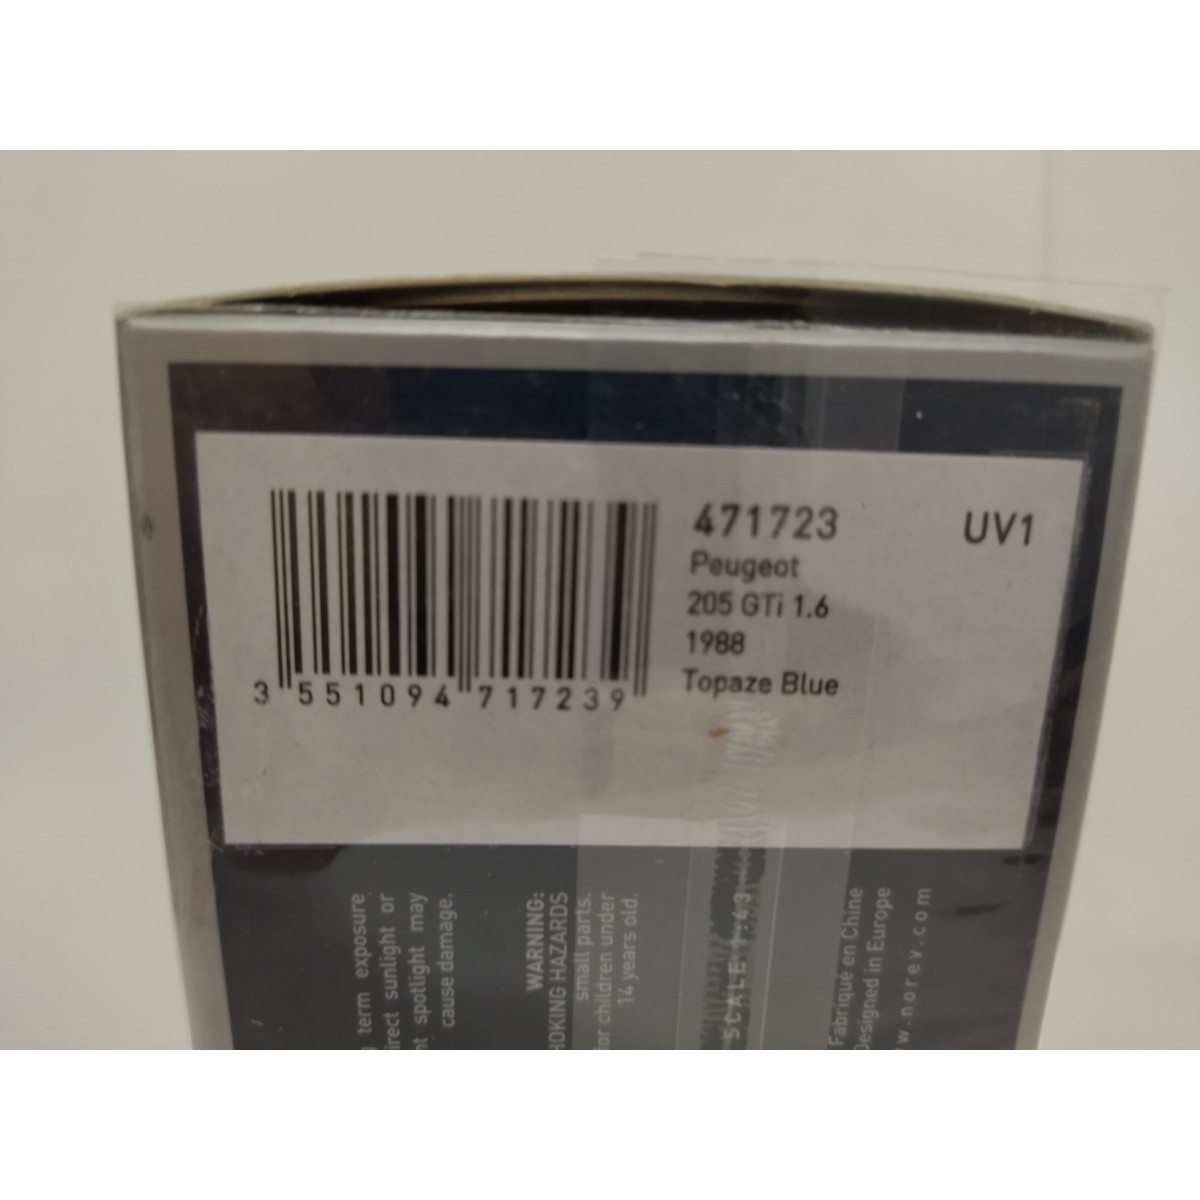 471723
UV1
Peugeot
205 GTi 1.6
1988
Topaze Blue
3 551094 717239
term exposure
sunlight or
spotlight may
cause damage.
WARNING:
HAZARDS
small parts.
for children under
14 years old.
SCALE 1:43
Fabriqué en Chine
Designed in Europe
.norev.com